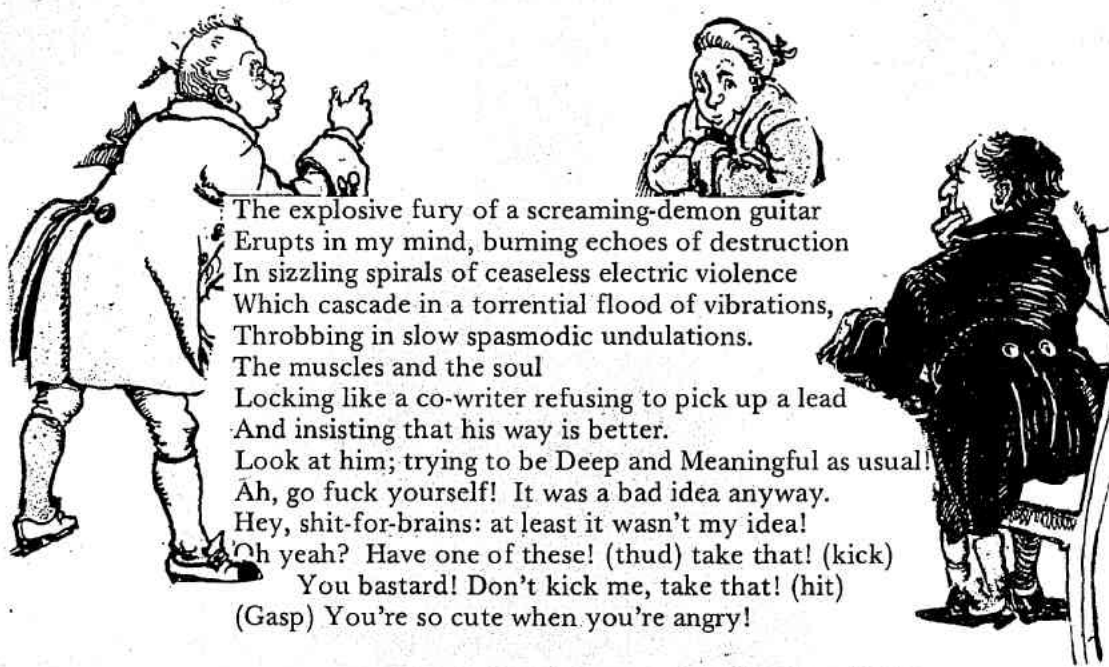 The explosive fury of a screaming-demon guitar
Erupts in my mind, burning echoes of destruction
In sizzling spirals of ceaseless electric violence
Which cascade in a torrential flood of vibrations,
Throbbing in slow spasmodic undulations.
The muscles and the soul
Locking like a co-writer refusing to pick up a lead
And insisting that his way is better.
Look at him; trying to be Deep and Meaningful as usual!
Ah, go fuck yourself! It was a bad idea anyway.
Hey, shit-for-brains: at least it wasn't my idea!
Oh yeah? Have one of these! (thud) take that! (kick)
You bastard! Don't kick me, take that! (hit)
(Gasp) You're so cute when you're angry!